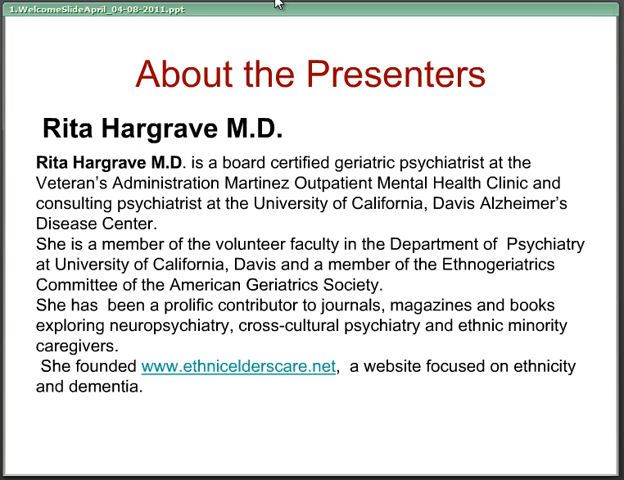 1.WelcomeSlideApril_04-08-2011.ppt
About the Presenters
Rita Hargrave M.D.
Rita Hargrave M.D. is a board certified geriatric psychiatrist at the
Veteran's Administration Martinez Outpatient Mental Health Clinic and
consulting psychiatrist at the University of California, Davis Alzheimer's
Disease Center.
She is a member of the volunteer faculty in the Department of Psychiatry
at University of California, Davis and a member of the Ethnogeriatrics
Committee of the American Geriatrics Society.
She has been a prolific contributor to journals, magazines and books
exploring neuropsychiatry, cross-cultural psychiatry and ethnic minority
caregivers.
She founded www.ethnicelderscare.net, a website focused on ethnicity
and dementia.